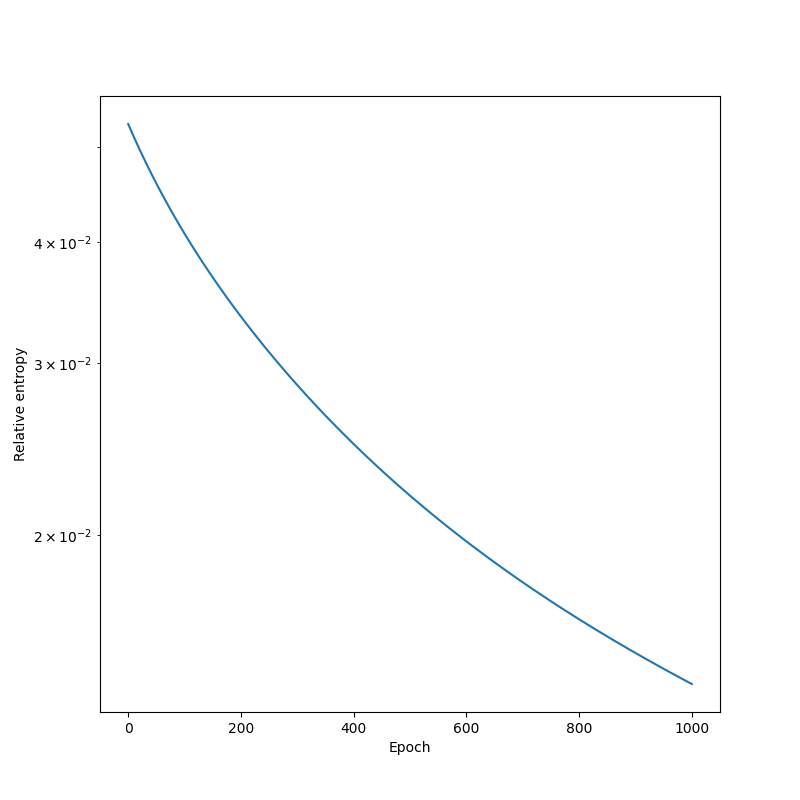 4 × 10⁻²
3 × 10⁻²
2 × 10⁻²
Relative entropy
0 200 400 600 800 1000
Epoch